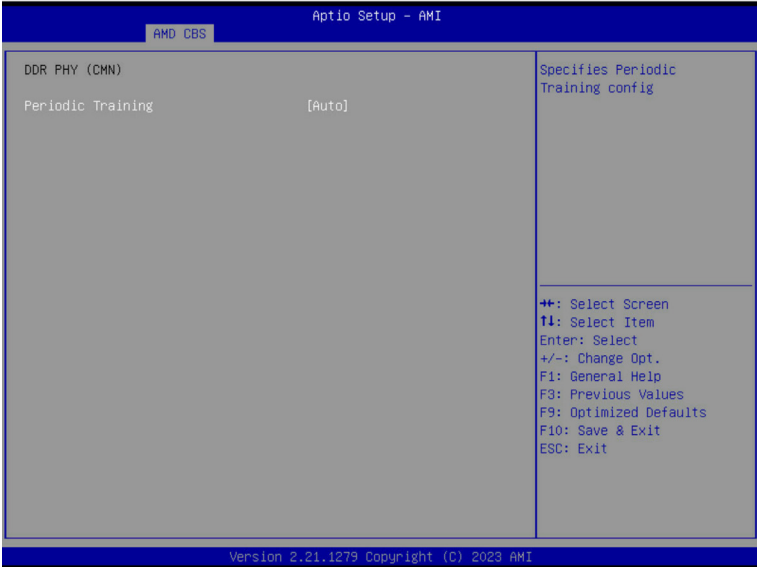 Aptio Setup - AMI
AMD CBS
DDR PHY (CMN)
Periodic Training [Auto]
Specifies Periodic
Training config
→←: Select Screen
↑↓: Select Item
Enter: Select
+/-: Change Opt.
F1: General Help
F3: Previous Values
F9: Optimized Defaults
F10: Save & Exit
ESC: Exit
Version 2.21.1279 Copyright (C) 2023 AMI